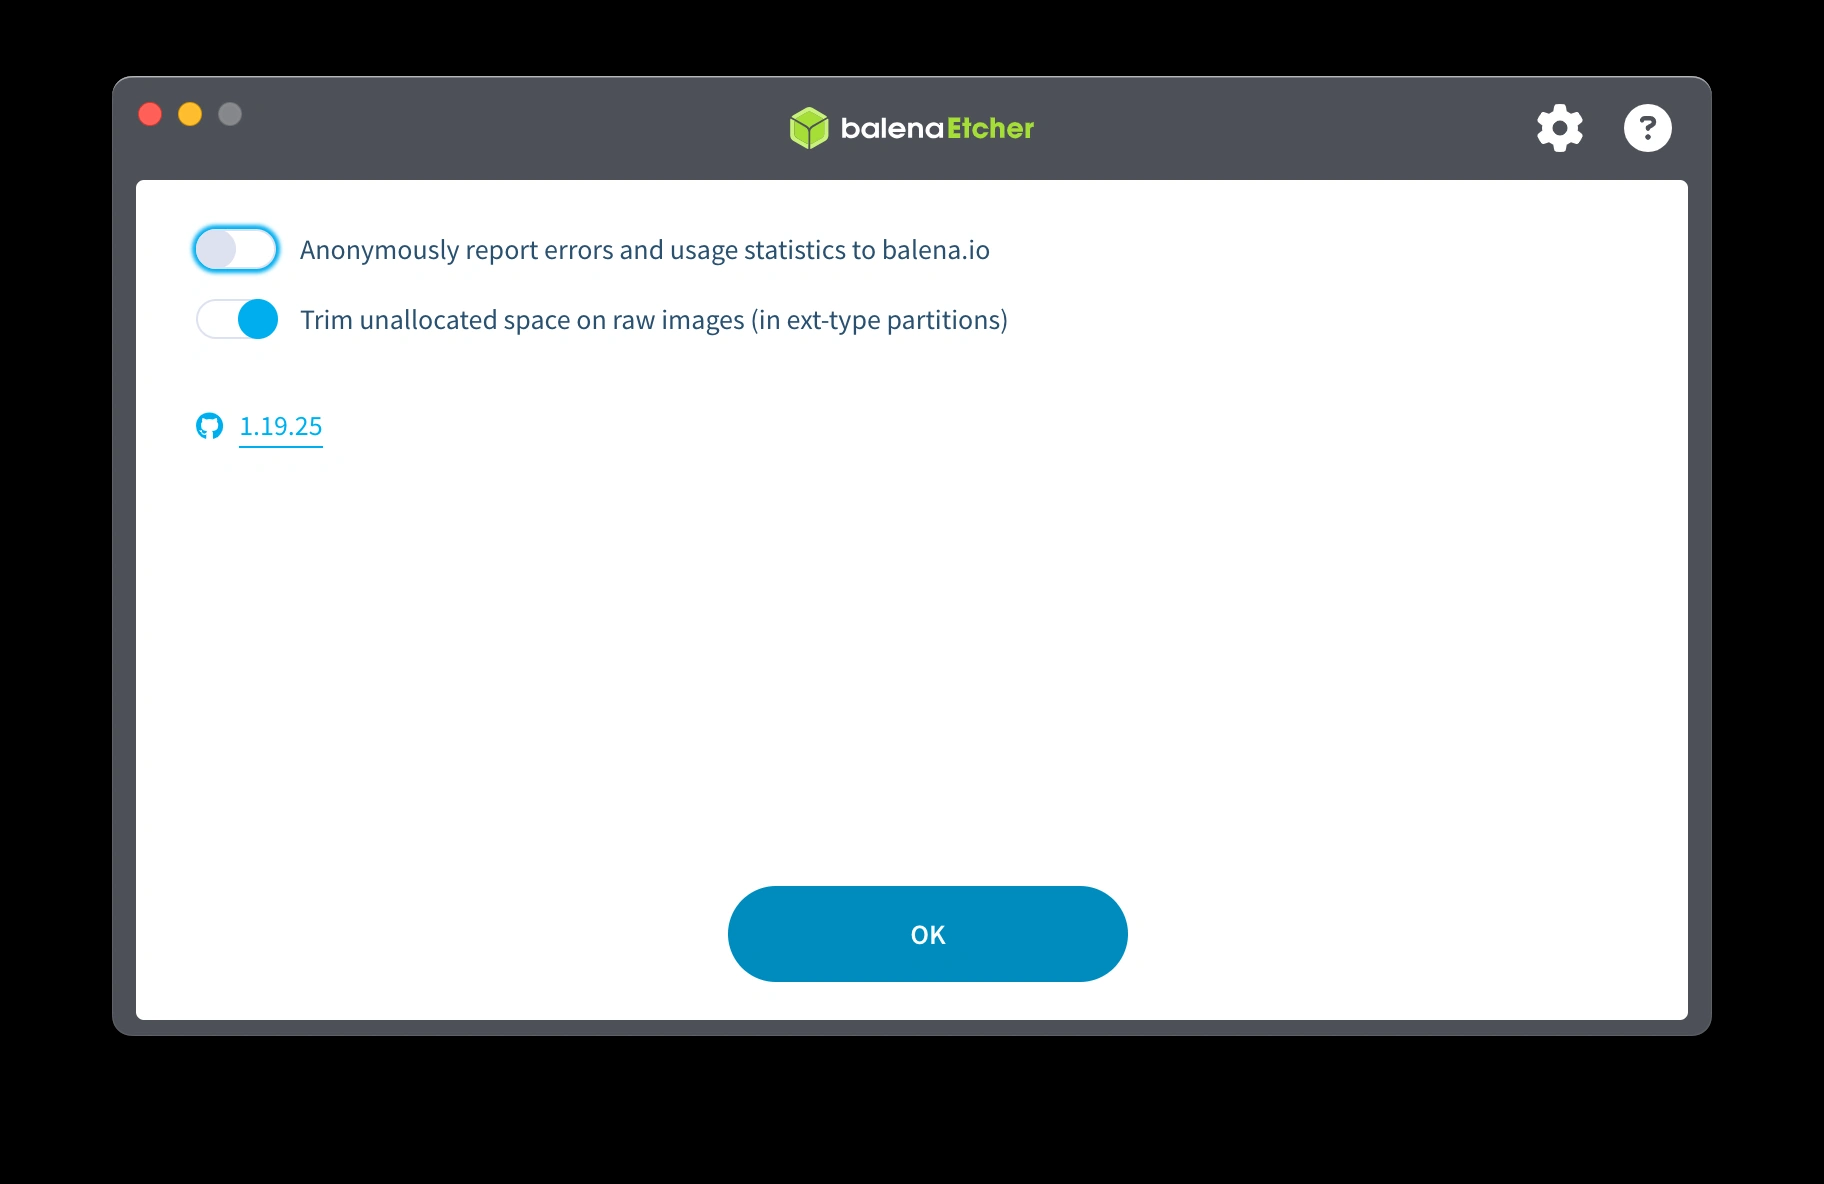 balenaEtcher
?
Anonymously report errors and usage statistics to balena.io
Trim unallocated space on raw images (in ext-type partitions)
1.19.25
OK